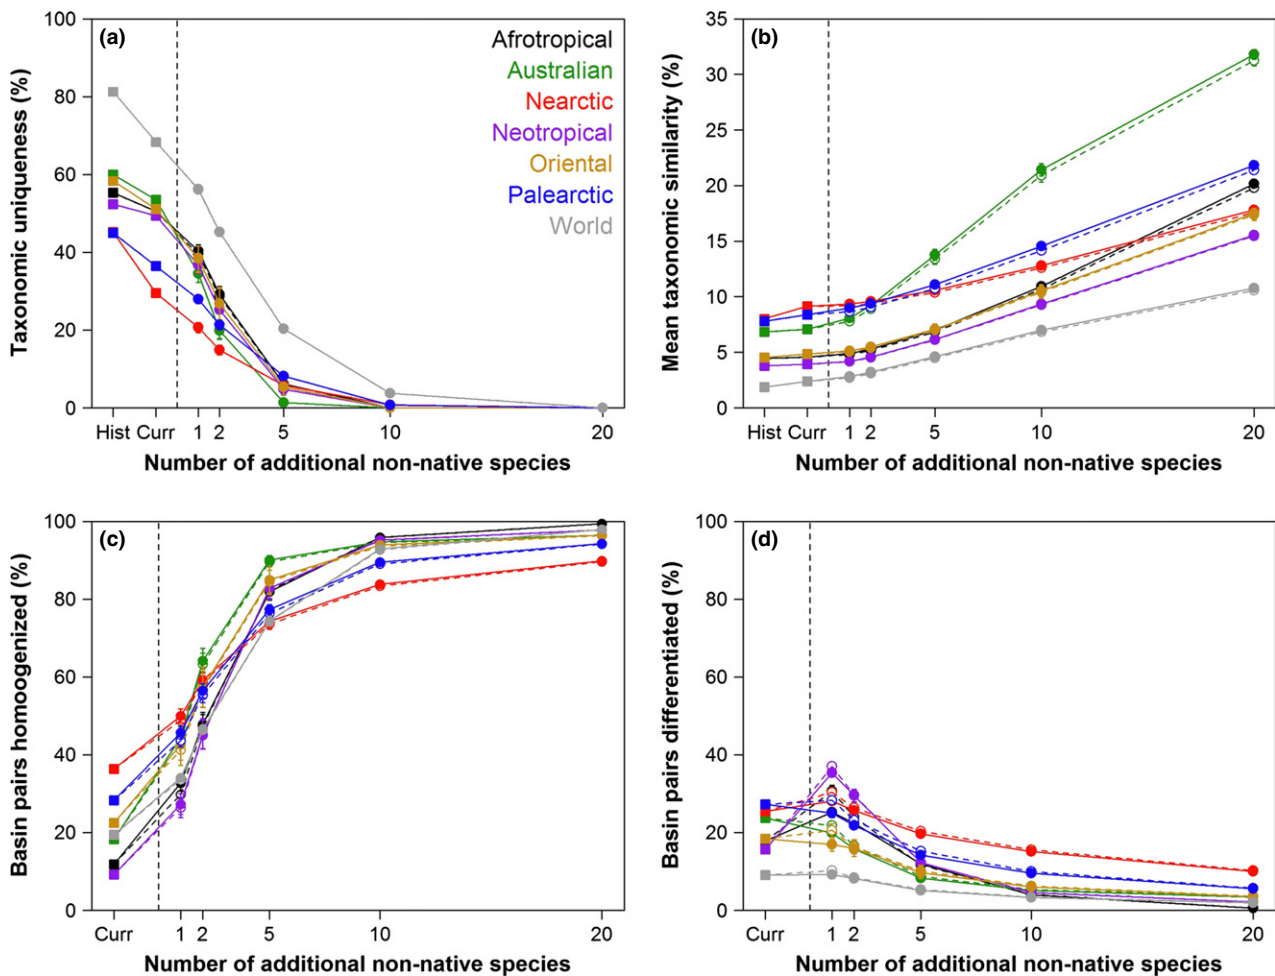 (a)
Afrotropical
Australian
Nearctic
Neotropical
Oriental
Palearctic
World
Taxonomic uniqueness (%)
100
80
60
40
20
0
Hist Curr 1 2 5 10 20
Number of additional non-native species
(b)
Mean taxonomic similarity (%)
35
30
25
20
15
10
5
0
Hist Curr 1 2 5 10 20
Number of additional non-native species
(c)
Basin pairs homoogenized (%)
100
80
60
40
20
0
Curr 1 2 5 10 20
Number of additional non-native species
(d)
Basin pairs differentiated (%)
100
80
60
40
20
0
Curr 1 2 5 10 20
Number of additional non-native species